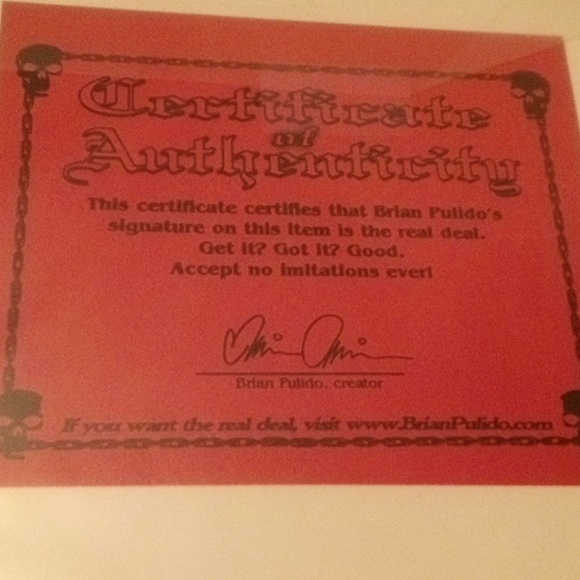 Certificate
of
Authenticity
This certificate certifies that Brian Pulido's
signature on this item is the real deal.
Get it? Got it? Good.
Accept no imitations ever!
Brian Pulido, creator
If you want the real deal, visit www.BrianPulido.com